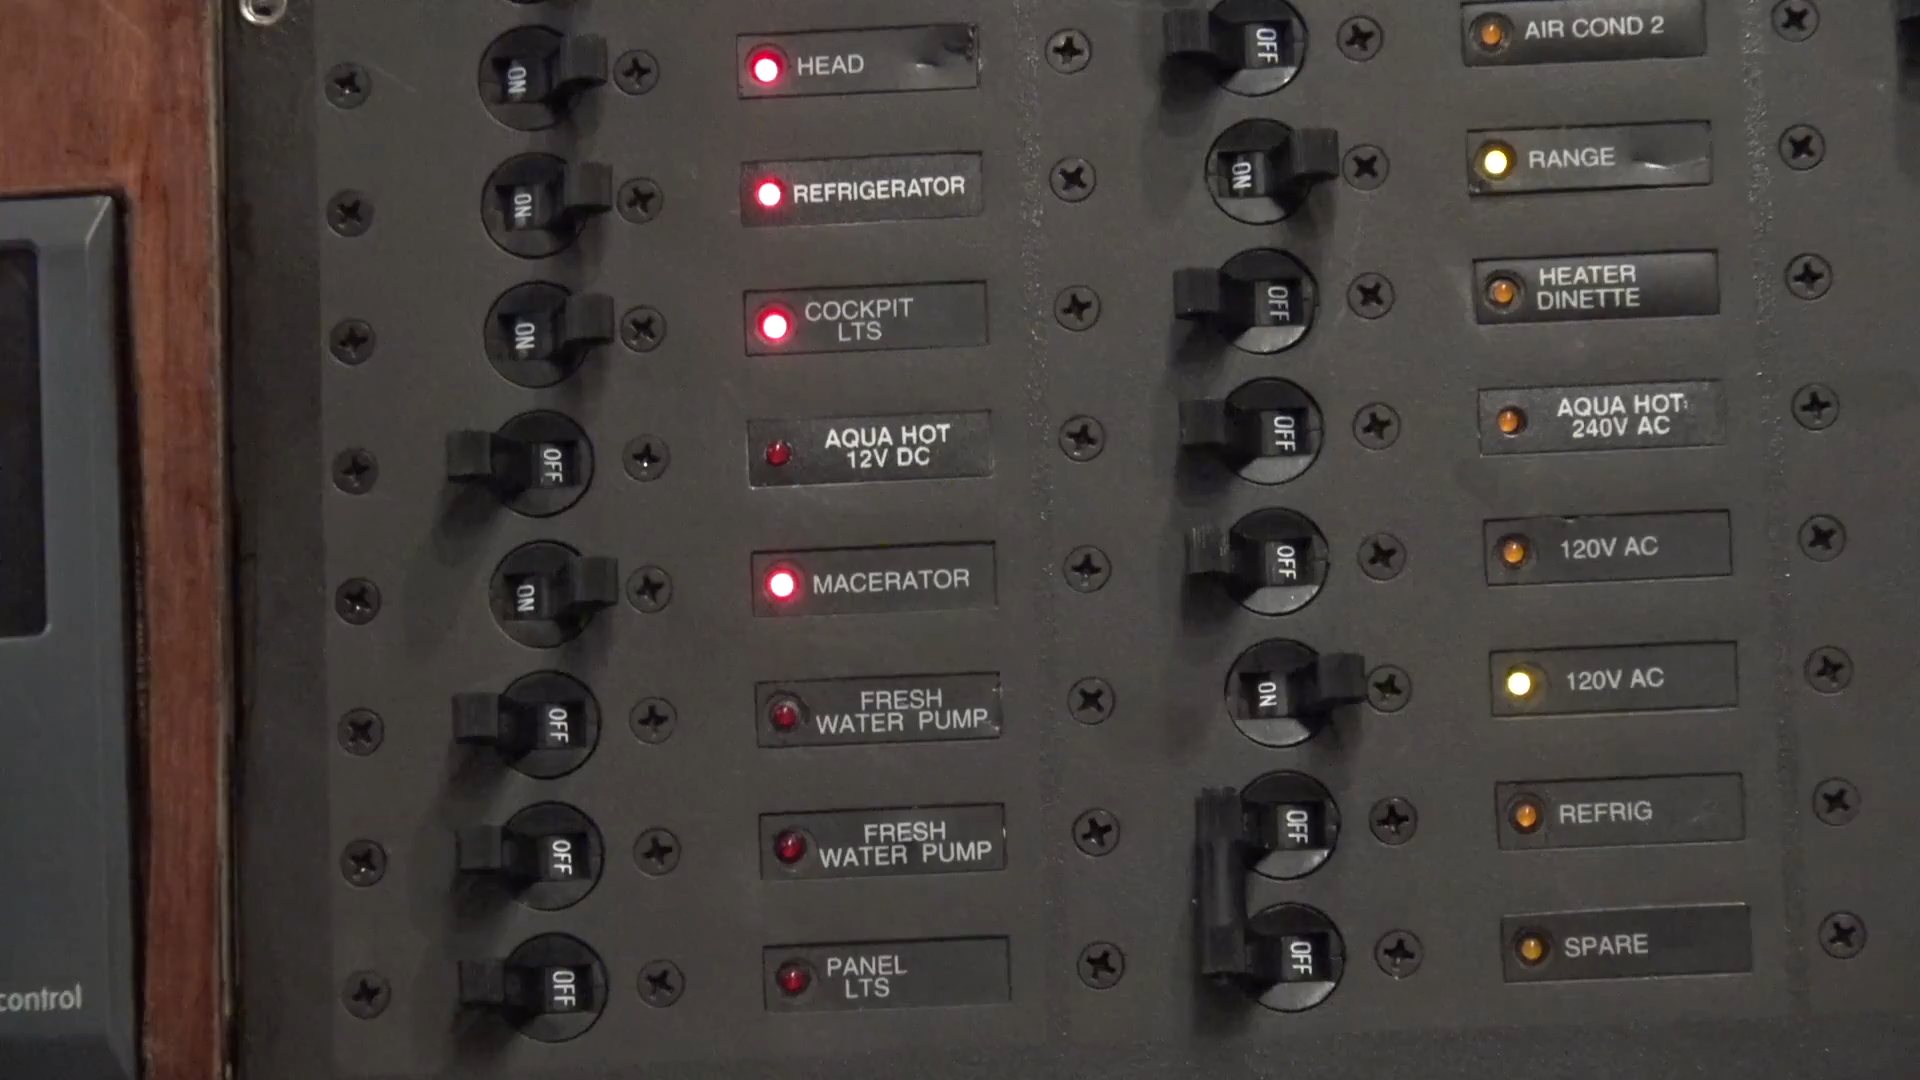 ON
HEAD
ON
REFRIGERATOR
ON
COCKPIT
LTS
OFF
AQUA HOT
12V DC
ON
MACERATOR
OFF
FRESH
WATER PUMP
OFF
FRESH
WATER PUMP
OFF
PANEL
LTS
OFF
AIR COND 2
ON
RANGE
OFF
HEATER
DINETTE
OFF
AQUA HOT
240V AC
OFF
120V AC
ON
120V AC
OFF
REFRIG
OFF
SPARE
control